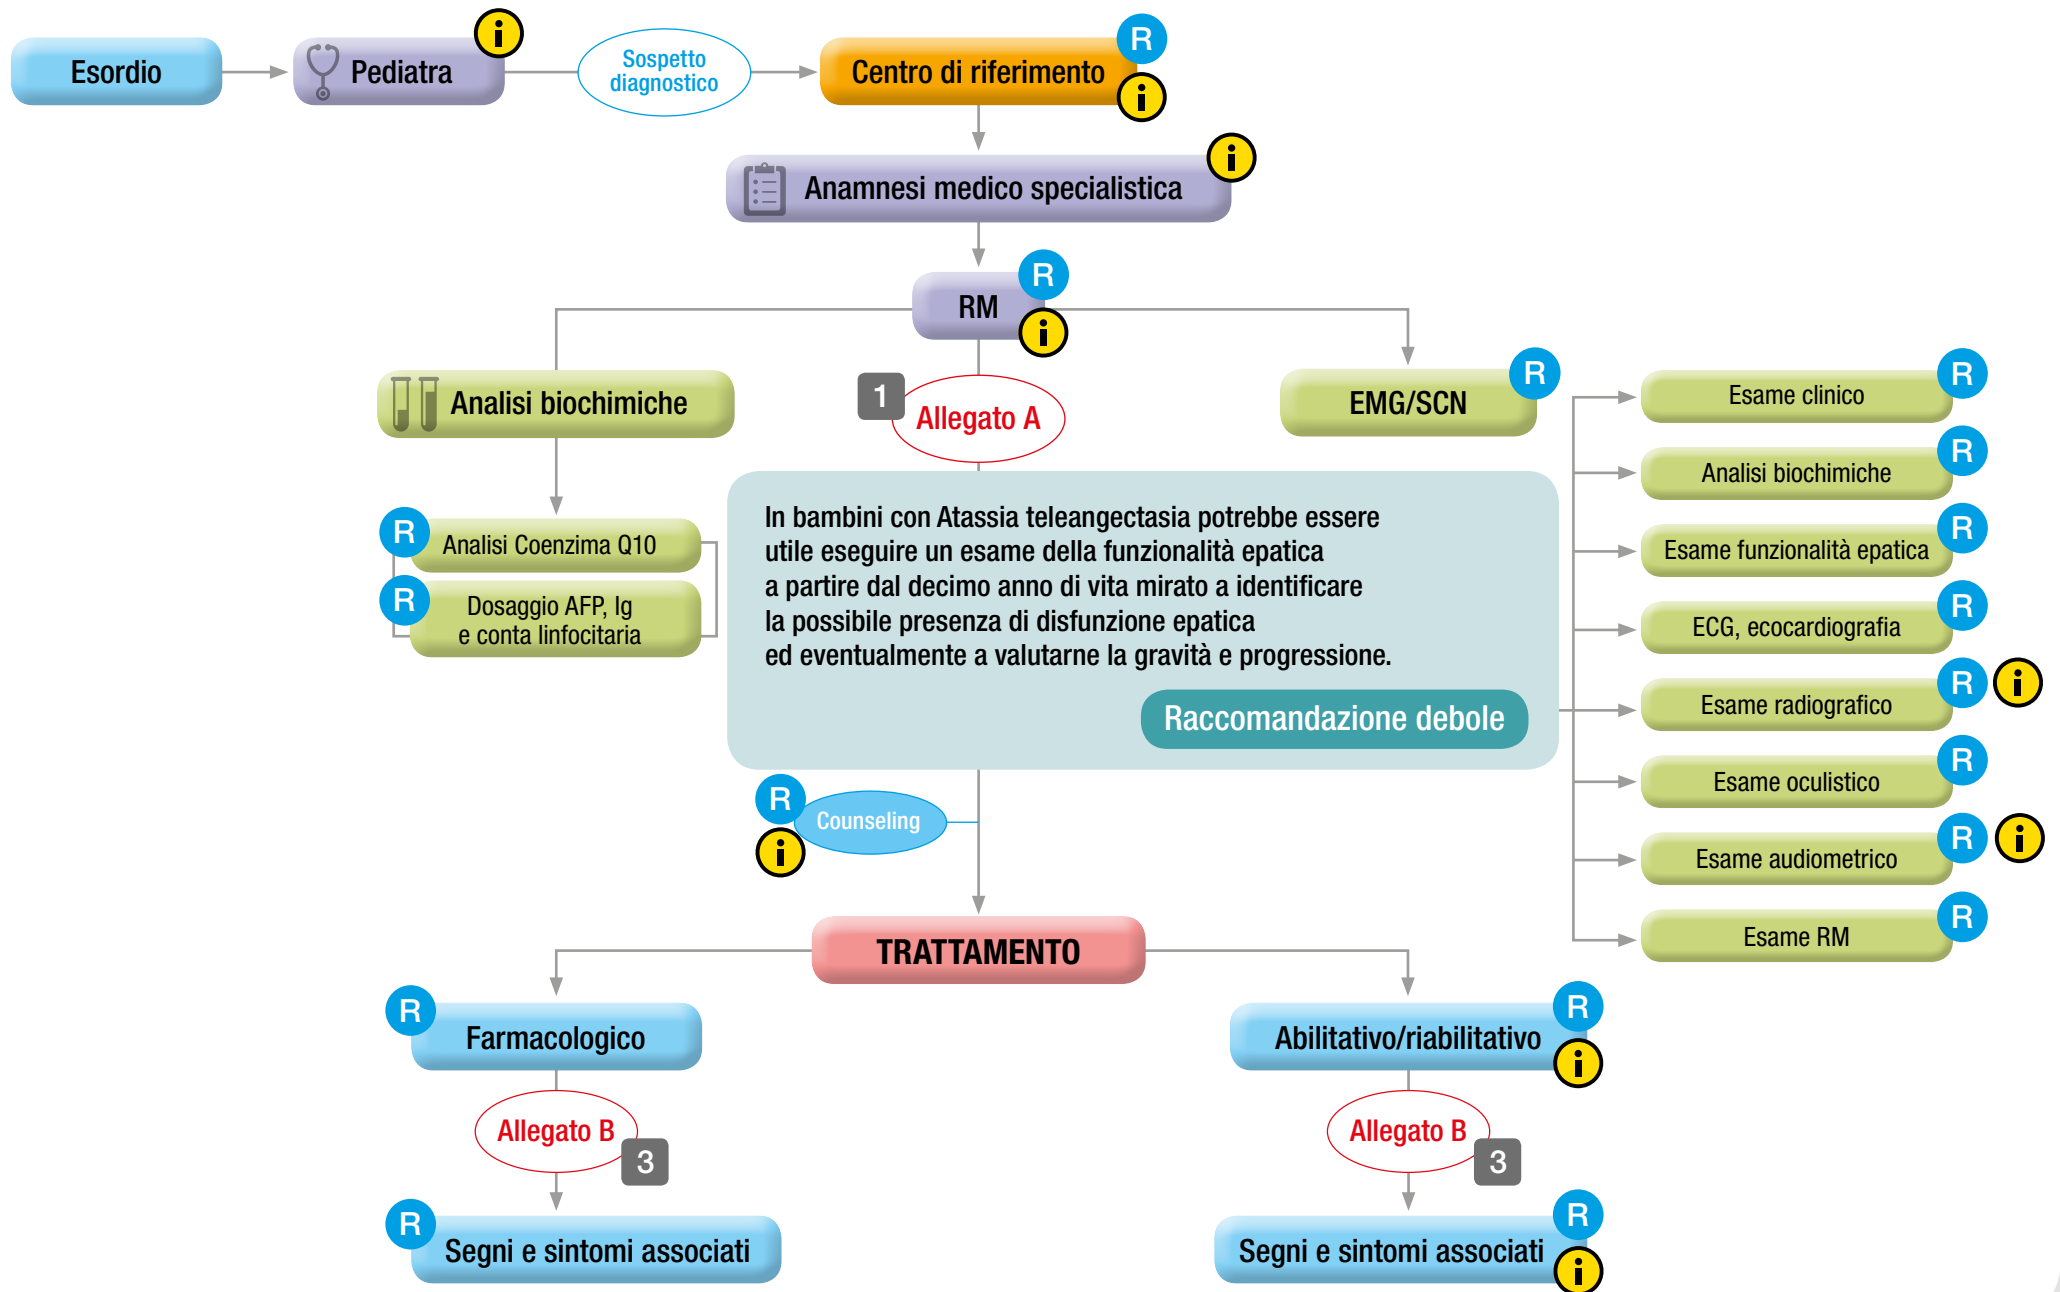 Esordio
Pediatra
i
Sospetto
diagnostico
Centro di riferimento
R
i
Anamnesi medico specialistica
i
RM
R
i
Analisi biochimiche
1
Allegato A
EMG/SCN
R
R
Analisi Coenzima Q10
R
Dosaggio AFP, Ig
e conta linfocitaria
In bambini con Atassia teleangectasia potrebbe essere
utile eseguire un esame della funzionalità epatica
a partire dal decimo anno di vita mirato a identificare
la possibile presenza di disfunzione epatica
ed eventualmente a valutarne la gravità e progressione.
Raccomandazione debole
Esame clinico
R
Analisi biochimiche
R
Esame funzionalità epatica
R
ECG, ecocardiografia
R
Esame radiografico
R
i
Esame oculistico
R
Esame audiometrico
R
i
Esame RM
R
R
i
Counseling
TRATTAMENTO
R
Farmacologico
Allegato B
3
R
Segni e sintomi associati
Abilitativo/riabilitativo
R
i
Allegato B
3
Segni e sintomi associati
R
i